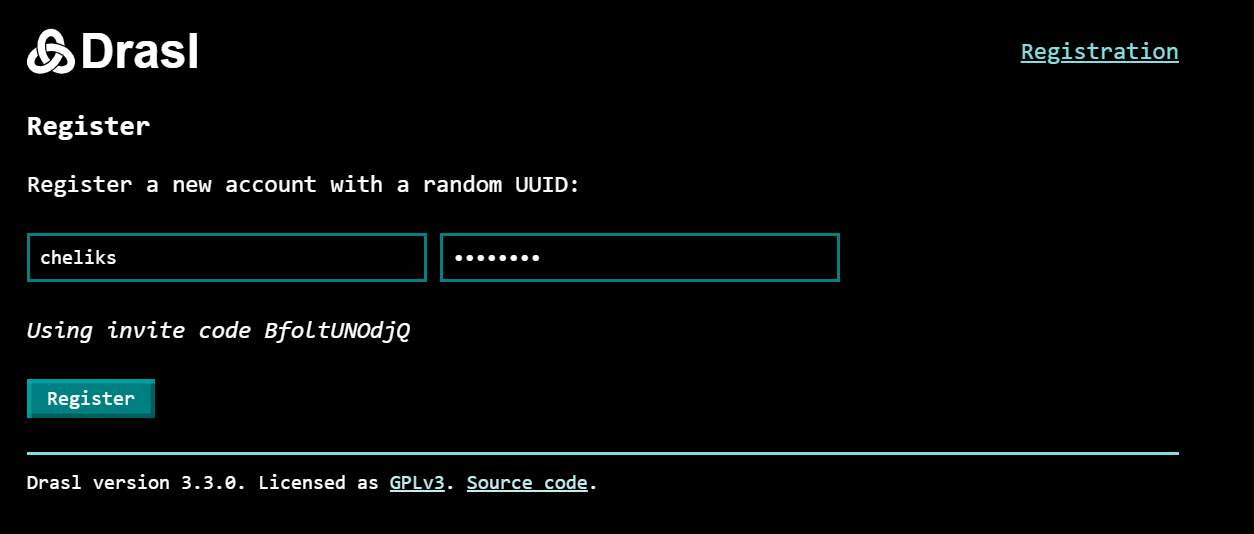 Drasl
Registration
Register
Register a new account with a random UUID:
cheliks
••••••••
Using invite code BfoltUNOdjQ
Register
Drasl version 3.3.0. Licensed as GPLv3. Source code.